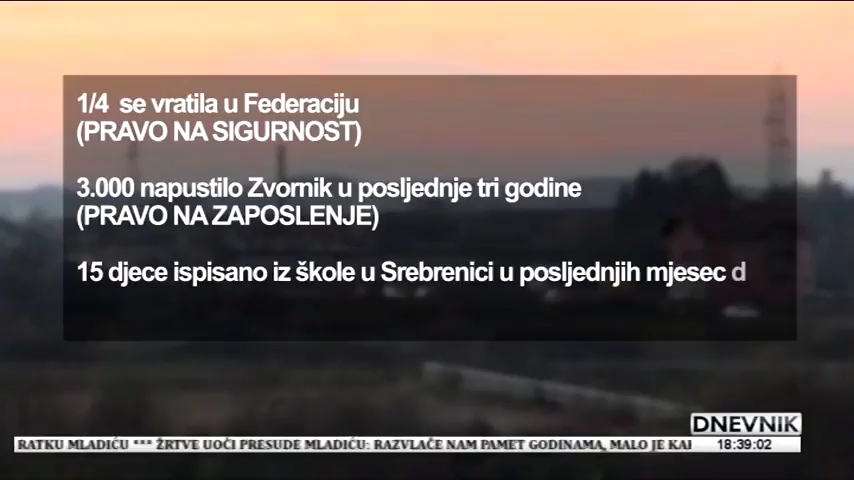 1/4 se vratila u Federaciju
(PRAVO NA SIGURNOST)
3.000 napustilo Zvornik u posljednje tri godine
(PRAVO NA ZAPOSLENJE)
15 djece ispisano iz škole u Srebrenici u posljednjih mjesec d
DNEVNIK
RATKU MLADIĆU *** ŽRTVE UOČI PRESUDE MLADIĆU: RAZVLAČE NAM PAMET GODINAMA, MALO JE
18:39:02